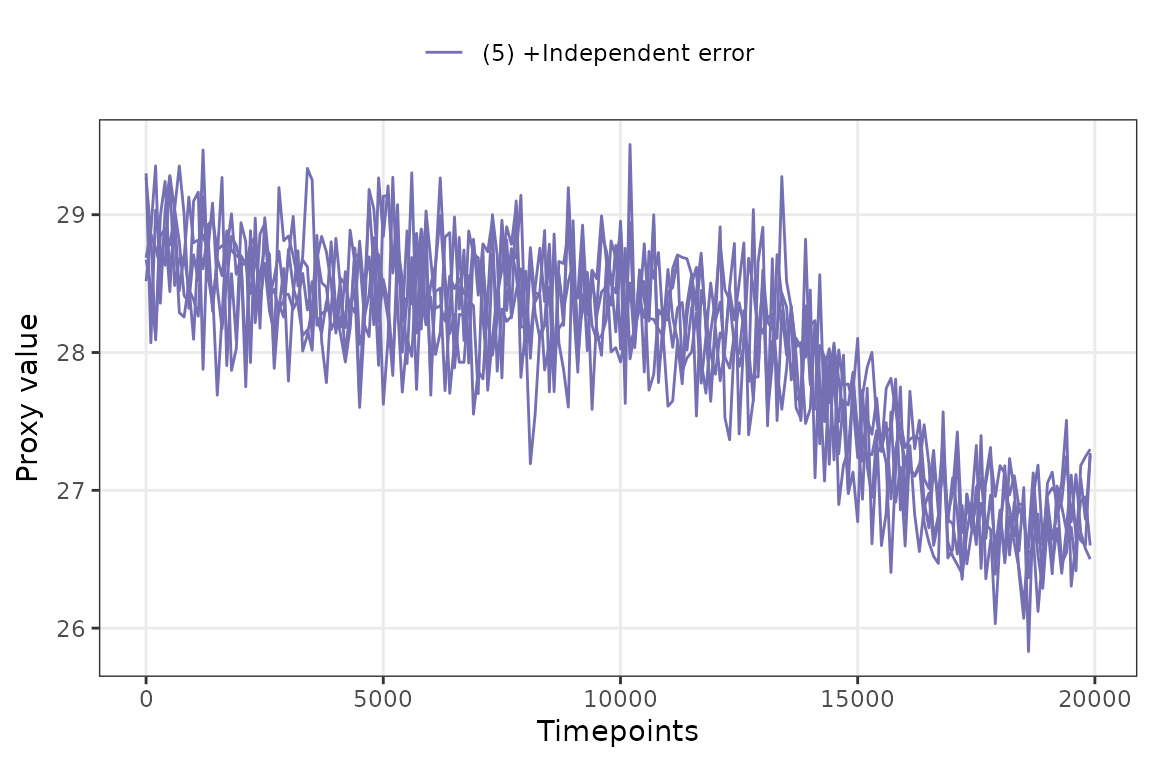 (5) +Independent error
Proxy value
29
28
27
26
0 5000 10000 15000 20000
Timepoints